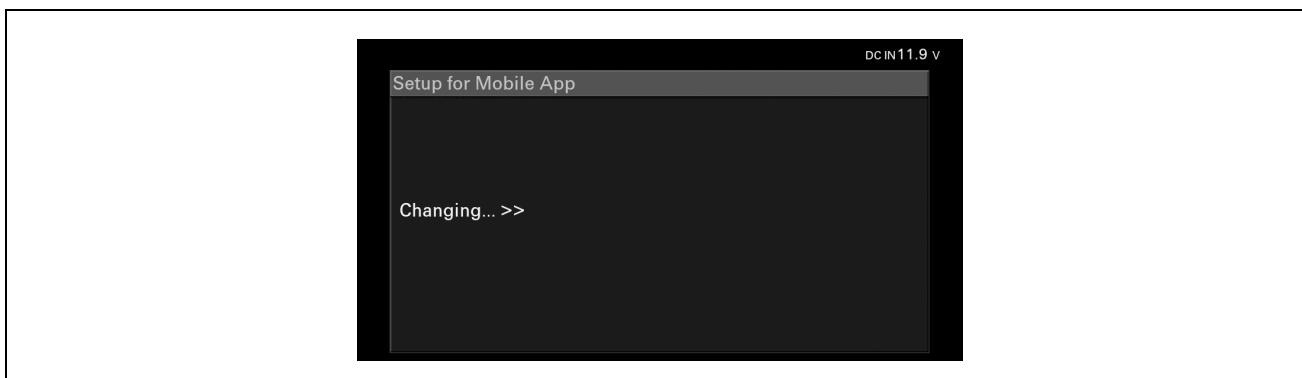 DC IN 11.9 V
Setup for Mobile App
Changing... >>